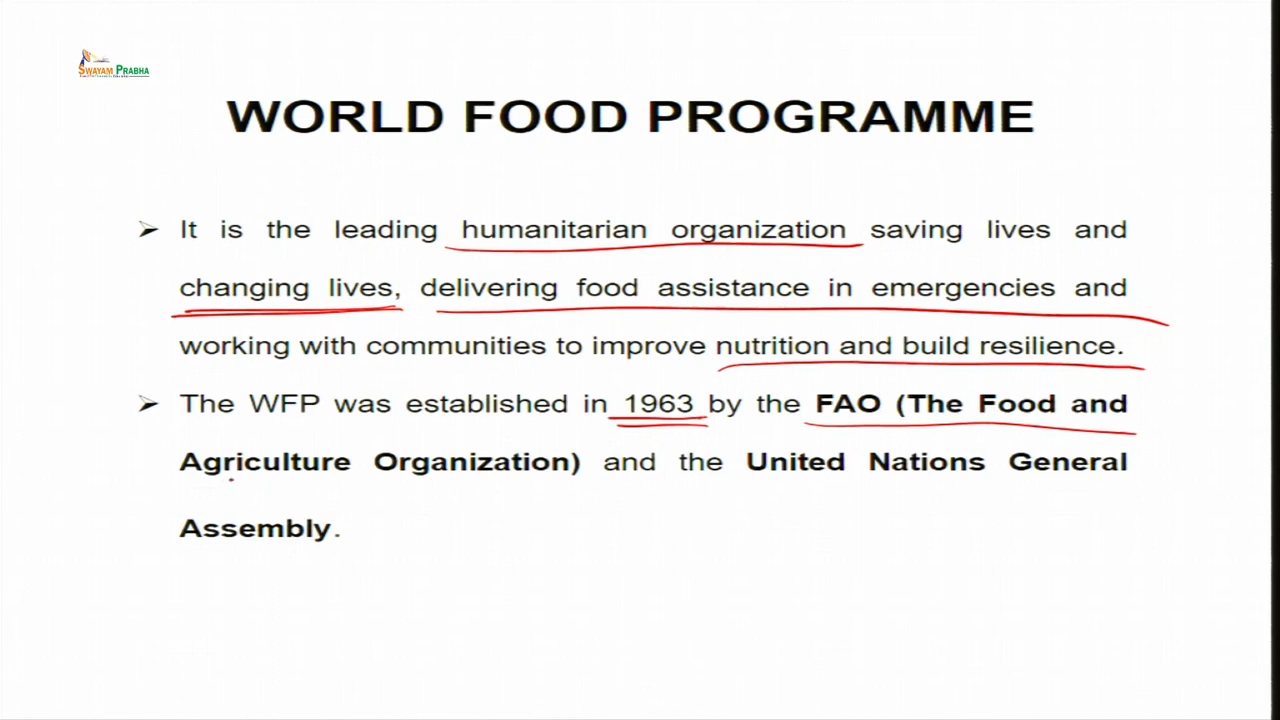 SWAYAM PRABHA
WORLD FOOD PROGRAMME
➢ It is the leading humanitarian organization saving lives and
changing lives, delivering food assistance in emergencies and
working with communities to improve nutrition and build resilience.
➢ The WFP was established in 1963 by the FAO (The Food and
Agriculture Organization) and the United Nations General
Assembly.